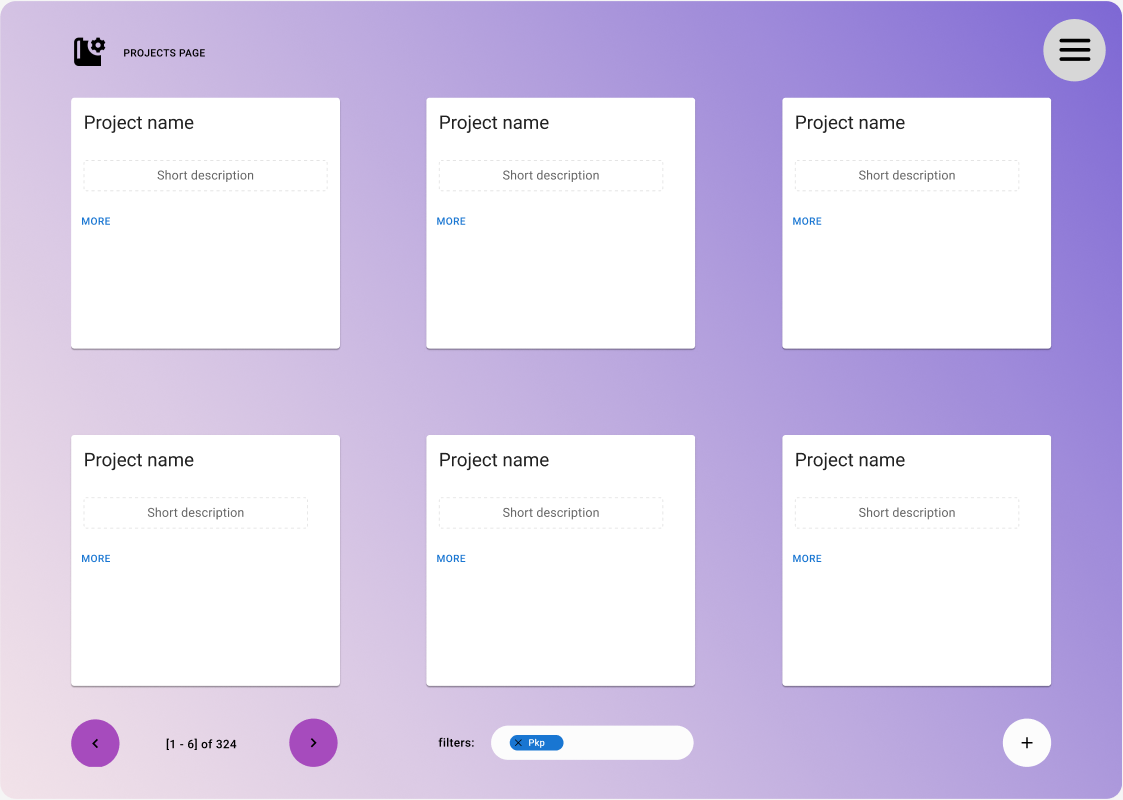 PROJECTS PAGE
Project name
Short description
MORE
Project name
Short description
MORE
Project name
Short description
MORE
Project name
Short description
MORE
Project name
Short description
MORE
Project name
Short description
MORE
[1 - 6] of 324
filters:
Pkp